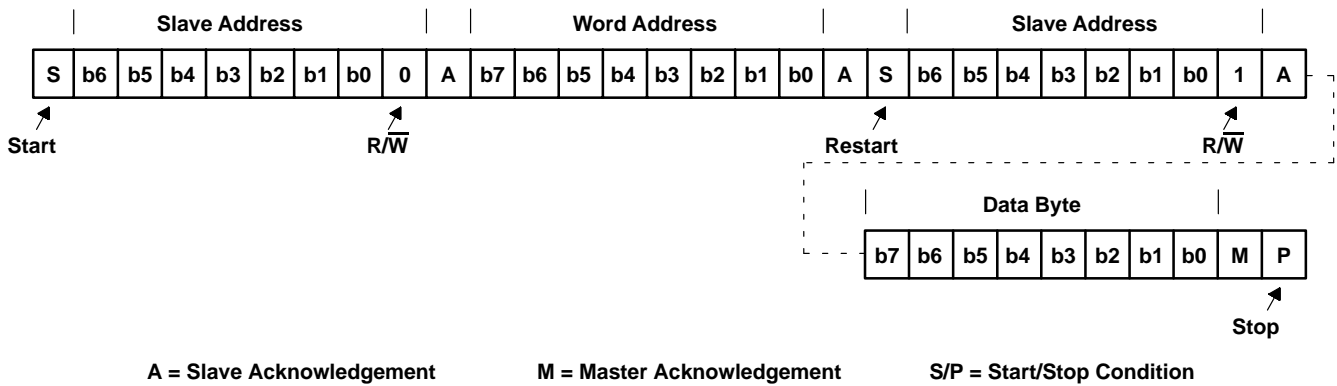 Slave Address Word Address Slave Address
S b6 b5 b4 b3 b2 b1 b0 0 A b7 b6 b5 b4 b3 b2 b1 b0 A S b6 b5 b4 b3 b2 b1 b0 1 A
Start R/W̅ Restart R/W̅
Data Byte
b7 b6 b5 b4 b3 b2 b1 b0 M P
Stop
A = Slave Acknowledgement M = Master Acknowledgement S/P = Start/Stop Condition